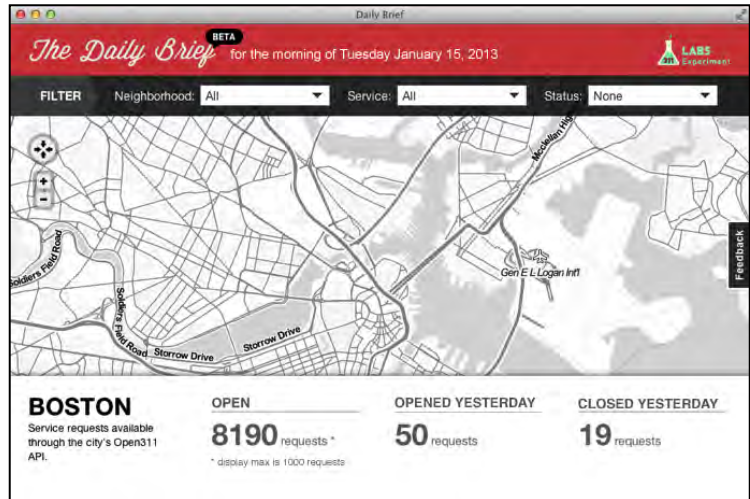 Daily Brief
The Daily Brief BETA for the morning of Tuesday January 15, 2013
311 LABS
Experiment
FILTER Neighborhood: All Service: All Status: None
Mcclellan Hig
Feedback
Gen E L Logan Int'l
Soldiers Field Road
Soldiers Field Road
Storrow Drive
Storrow Drive
BOSTON
Service requests available
through the city's Open311
API.
OPEN
8190 requests *
* display max is 1000 requests
OPENED YESTERDAY
50 requests
CLOSED YESTERDAY
19 requests